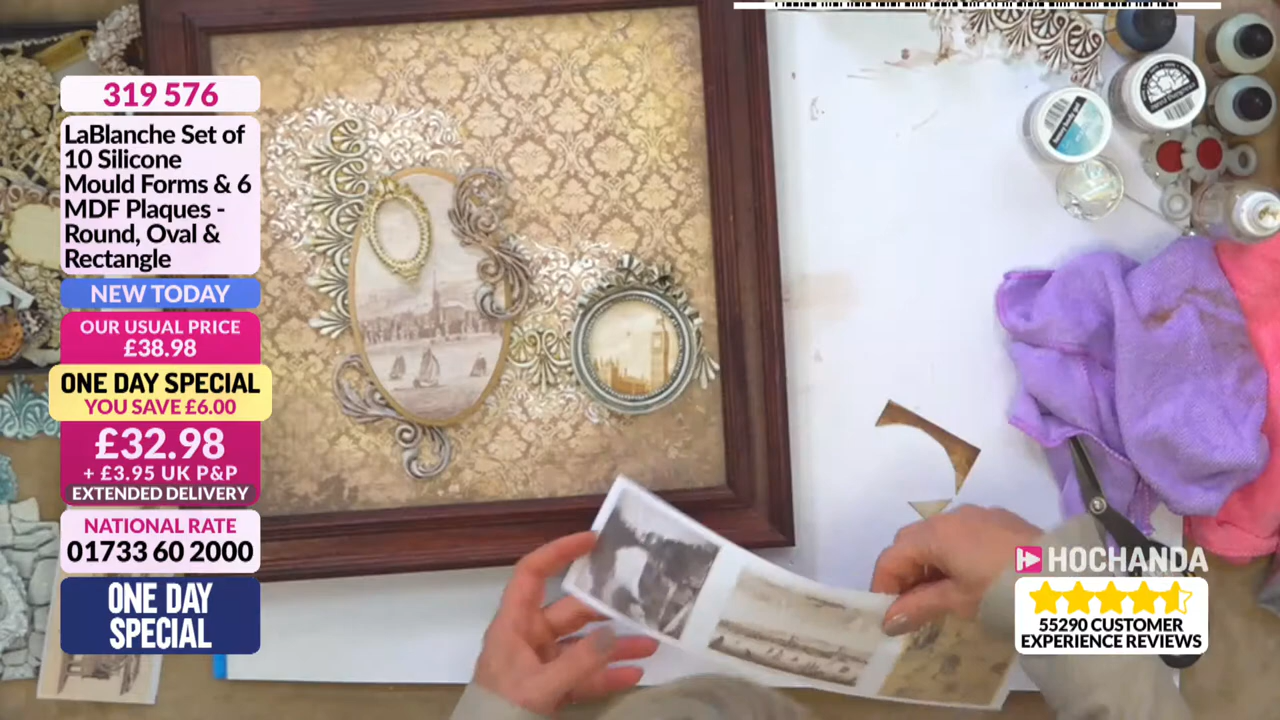 319 576
LaBlanche Set of
10 Silicone
Mould Forms & 6
MDF Plaques -
Round, Oval &
Rectangle
NEW TODAY
OUR USUAL PRICE
£38.98
ONE DAY SPECIAL
YOU SAVE £6.00
£32.98
+ £3.95 UK P&P
EXTENDED DELIVERY
NATIONAL RATE
01733 60 2000
ONE DAY
SPECIAL
HOCHANDA
55290 CUSTOMER
EXPERIENCE REVIEWS